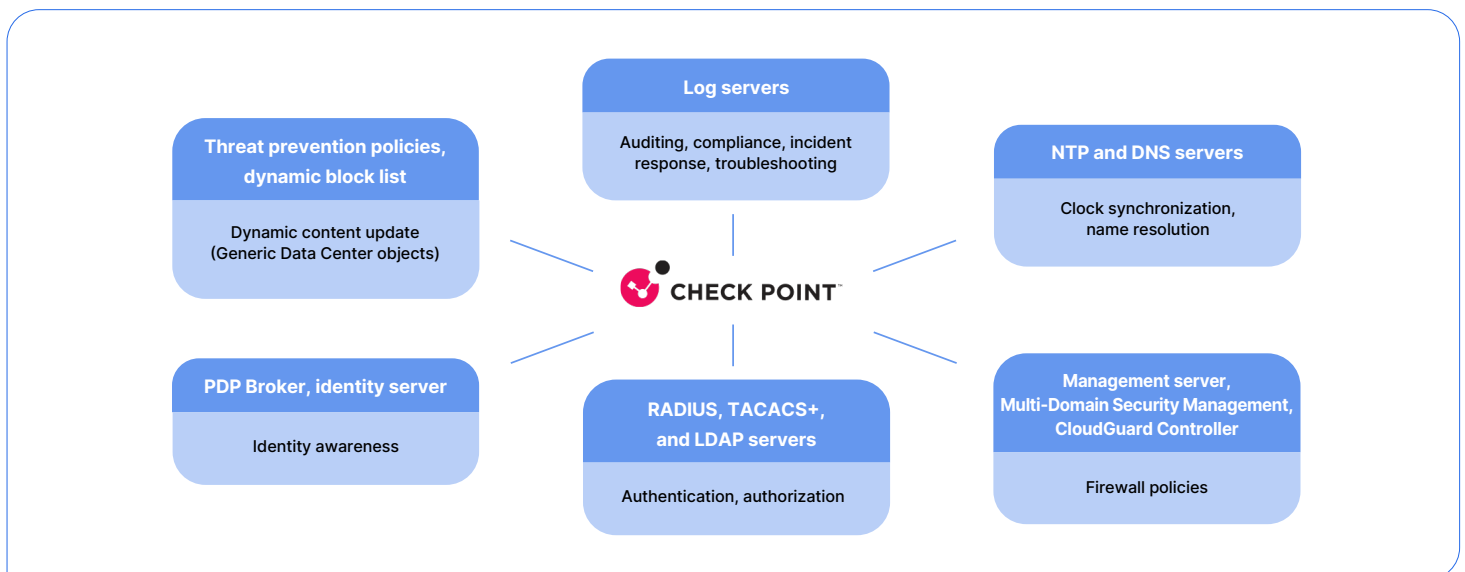 Log servers
Auditing, compliance, incident
response, troubleshooting
Threat prevention policies,
dynamic block list
Dynamic content update
(Generic Data Center objects)
NTP and DNS servers
Clock synchronization,
name resolution
CHECK POINT™
PDP Broker, identity server
Identity awareness
RADIUS, TACACS+,
and LDAP servers
Authentication, authorization
Management server,
Multi-Domain Security Management,
CloudGuard Controller
Firewall policies